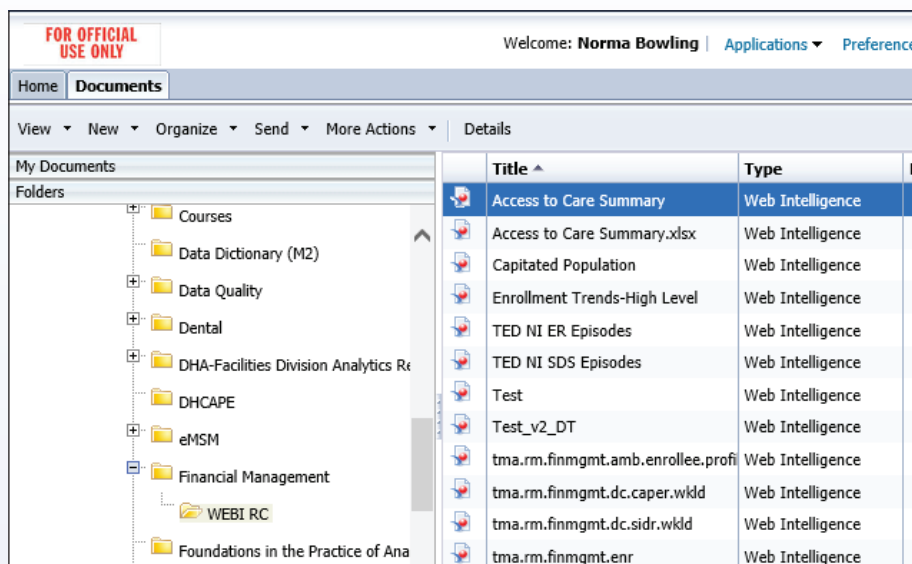 FOR OFFICIAL
USE ONLY
Welcome: Norma Bowling | Applications Preference
Home Documents
View New Organize Send More Actions Details
My Documents
Folders
Courses
Data Dictionary (M2)
Data Quality
Dental
DHA-Facilities Division Analytics Re
DHCAPE
eMSM
Financial Management
WEBI RC
Foundations in the Practice of Ana
Title Type
Access to Care Summary Web Intelligence
Access to Care Summary.xlsx Web Intelligence
Capitated Population Web Intelligence
Enrollment Trends-High Level Web Intelligence
TED NI ER Episodes Web Intelligence
TED NI SDS Episodes Web Intelligence
Test Web Intelligence
Test_v2_DT Web Intelligence
tma.rm.finmgmt.amb.enrollee.profi Web Intelligence
tma.rm.finmgmt.dc.caper.wkld Web Intelligence
tma.rm.finmgmt.dc.sidr.wkld Web Intelligence
tma.rm.finmgmt.enr Web Intelligence